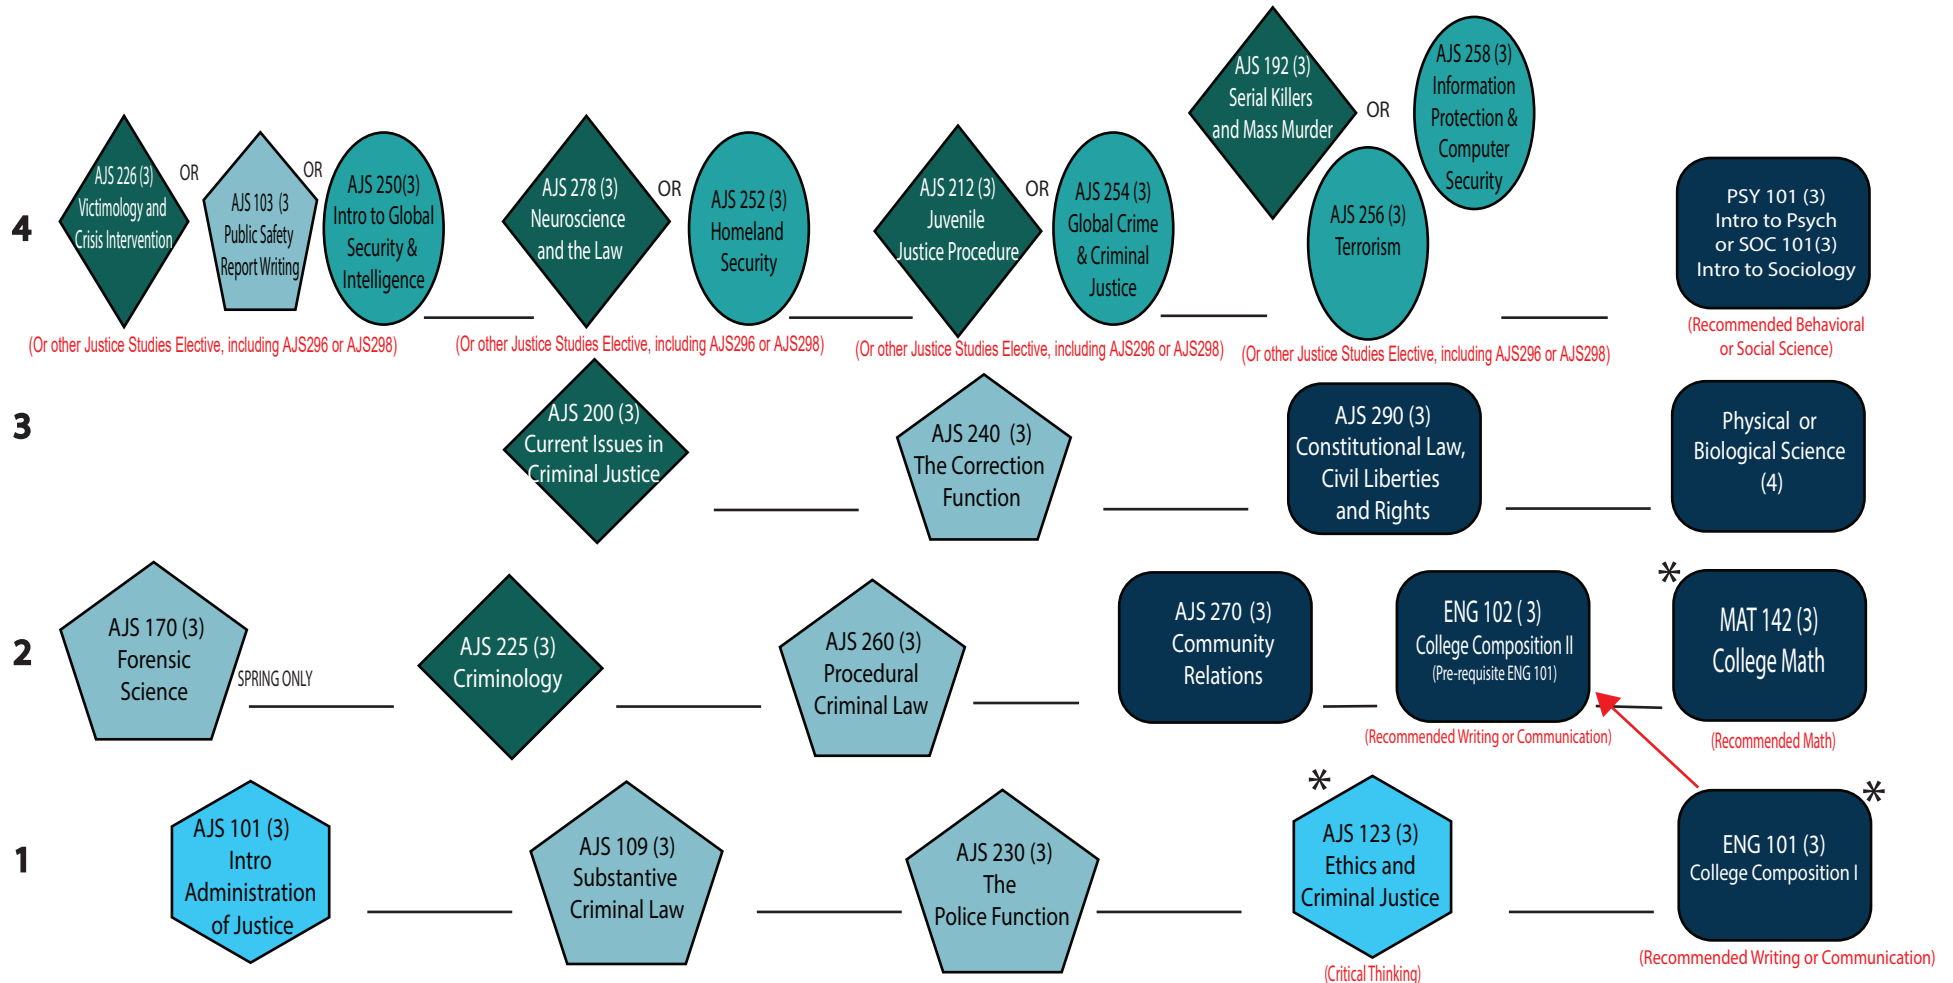 4
AJS 226 (3)
Victimology and
Crisis Intervention
OR
AJS 103 (3
Public Safety
Report Writing
OR
AJS 250(3)
Intro to Global
Security &
Intelligence
(Or other Justice Studies Elective, including AJS296 or AJS298)
AJS 278 (3)
Neuroscience
and the Law
OR
AJS 252 (3)
Homeland
Security
(Or other Justice Studies Elective, including AJS296 or AJS298)
AJS 212 (3)
Juvenile
Justice Procedure
OR
AJS 254 (3)
Global Crime
& Criminal
Justice
(Or other Justice Studies Elective, including AJS296 or AJS298)
AJS 192 (3)
Serial Killers
and Mass Murder
OR
AJS 258 (3)
Information
Protection &
Computer
Security
AJS 256 (3)
Terrorism
(Or other Justice Studies Elective, including AJS296 or AJS298)
PSY 101 (3)
Intro to Psych
or SOC 101(3)
Intro to Sociology
(Recommended Behavioral
or Social Science)
3
AJS 200 (3)
Current Issues in
Criminal Justice
AJS 240 (3)
The Correction
Function
AJS 290 (3)
Constitutional Law,
Civil Liberties
and Rights
Physical or
Biological Science
(4)
2
AJS 170 (3)
Forensic
Science
SPRING ONLY
AJS 225 (3)
Criminology
AJS 260 (3)
Procedural
Criminal Law
AJS 270 (3)
Community
Relations
ENG 102 ( 3)
College Composition II
(Pre-requisite ENG 101)
(Recommended Writing or Communication)
*
MAT 142 (3)
College Math
(Recommended Math)
1
AJS 101 (3)
Intro
Administration
of Justice
AJS 109 (3)
Substantive
Criminal Law
AJS 230 (3)
The
Police Function
*
AJS 123 (3)
Ethics and
Criminal Justice
(Critical Thinking)
*
ENG 101 (3)
College Composition I
(Recommended Writing or Communication)